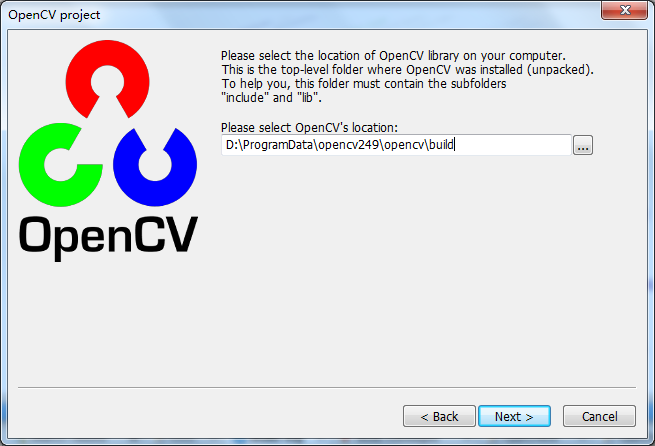 OpenCV project
Please select the location of OpenCV library on your computer.
This is the top-level folder where OpenCV was installed (unpacked).
To help you, this folder must contain the subfolders
"include" and "lib".
Please select OpenCV's location:
D:\ProgramData\opencv249\opencv\build
...
OpenCV
< Back
Next >
Cancel